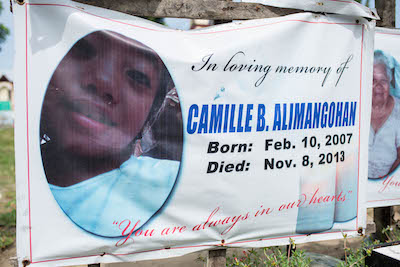 In loving memory of
CAMILLE B. ALIMANGOHAN
Born: Feb. 10, 2007
Died: Nov. 8, 2013
"You are always in our hearts"
"You